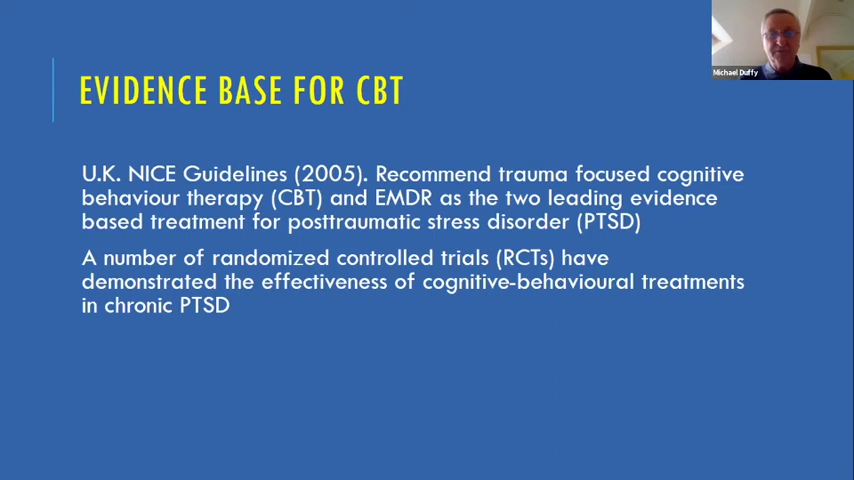 Michael Duffy
EVIDENCE BASE FOR CBT
U.K. NICE Guidelines (2005). Recommend trauma focused cognitive
behaviour therapy (CBT) and EMDR as the two leading evidence
based treatment for posttraumatic stress disorder (PTSD)
A number of randomized controlled trials (RCTs) have
demonstrated the effectiveness of cognitive-behavioural treatments
in chronic PTSD